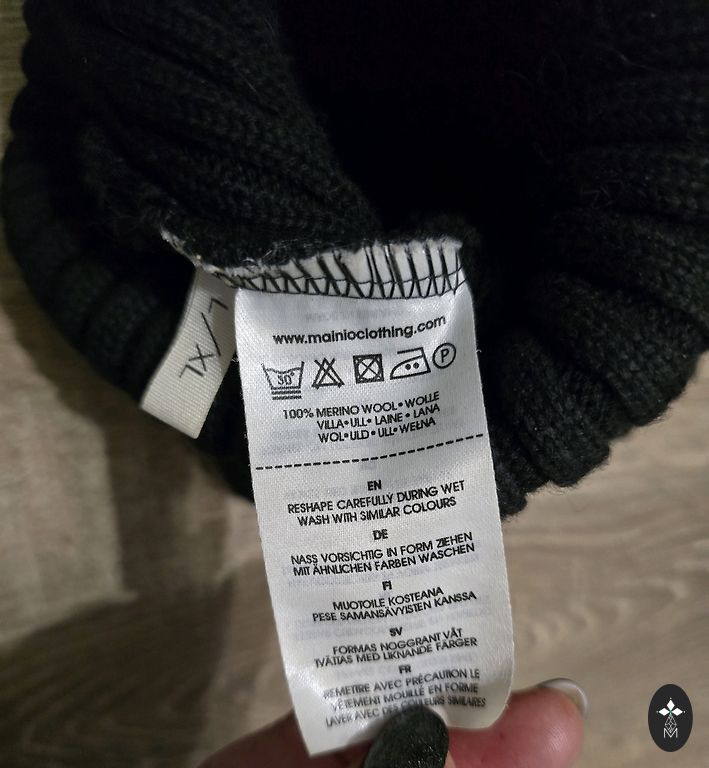 L/XL
www.mainioclothing.com
30°
P
100% MERINO WOOL•WOLLE
VILLA•ULL•LAINE•LANA
WOL•ULD•ULL•WEŁNA
EN
RESHAPE CAREFULLY DURING WET
WASH WITH SIMILAR COLOURS
DE
NASS VORSICHTIG IN FORM ZIEHEN
MIT ÄHNLICHEN FARBEN WASCHEN
FI
MUOTOILE KOSTEANA
PESE SAMANSÄVYISTEN KANSSA
SV
FORMAS NOGGRANT VÅT
TVÄTTAS MED LIKNANDE FÄRGER
FR
REMETTRE AVEC PRÉCAUTION LE
VÊTEMENT MOUILLÉ EN FORME
LAVER AVEC DES COULEURS SIMILAIRES
M